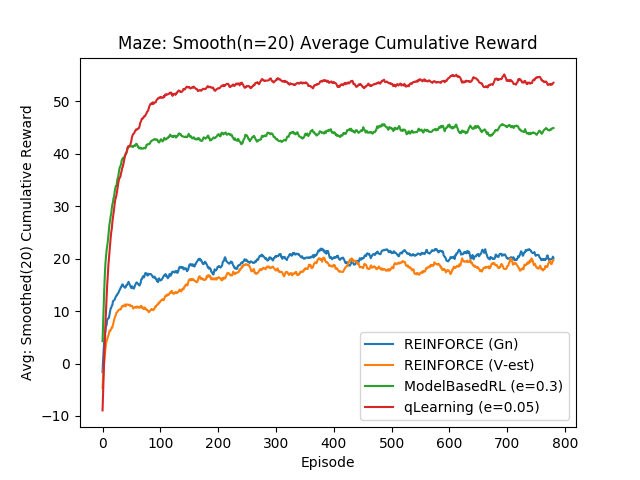 Maze: Smooth(n=20) Average Cumulative Reward
Avg: Smoothed(20) Cumulative Reward
50
40
30
20
10
0
−10
0 100 200 300 400 500 600 700 800
Episode
REINFORCE (Gn)
REINFORCE (V-est)
ModelBasedRL (e=0.3)
qLearning (e=0.05)